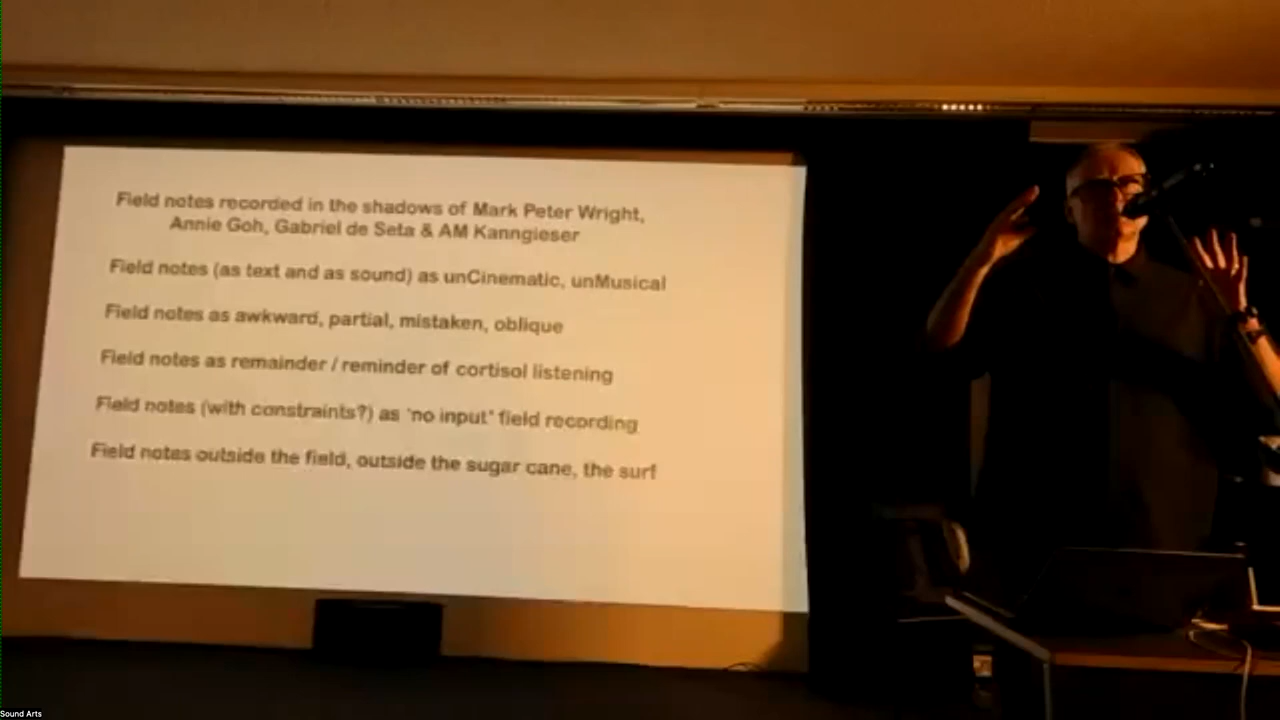 Field notes recorded in the shadows of Mark Peter Wright,
Annie Goh, Gabriel de Seta & AM Kanngieser
Field notes (as text and as sound) as unCinematic, unMusical
Field notes as awkward, partial, mistaken, oblique
Field notes as remainder / reminder of cortisol listening
Field notes (with constraints?) as 'no input' field recording
Field notes outside the field, outside the sugar cane, the surf
Sound Arts